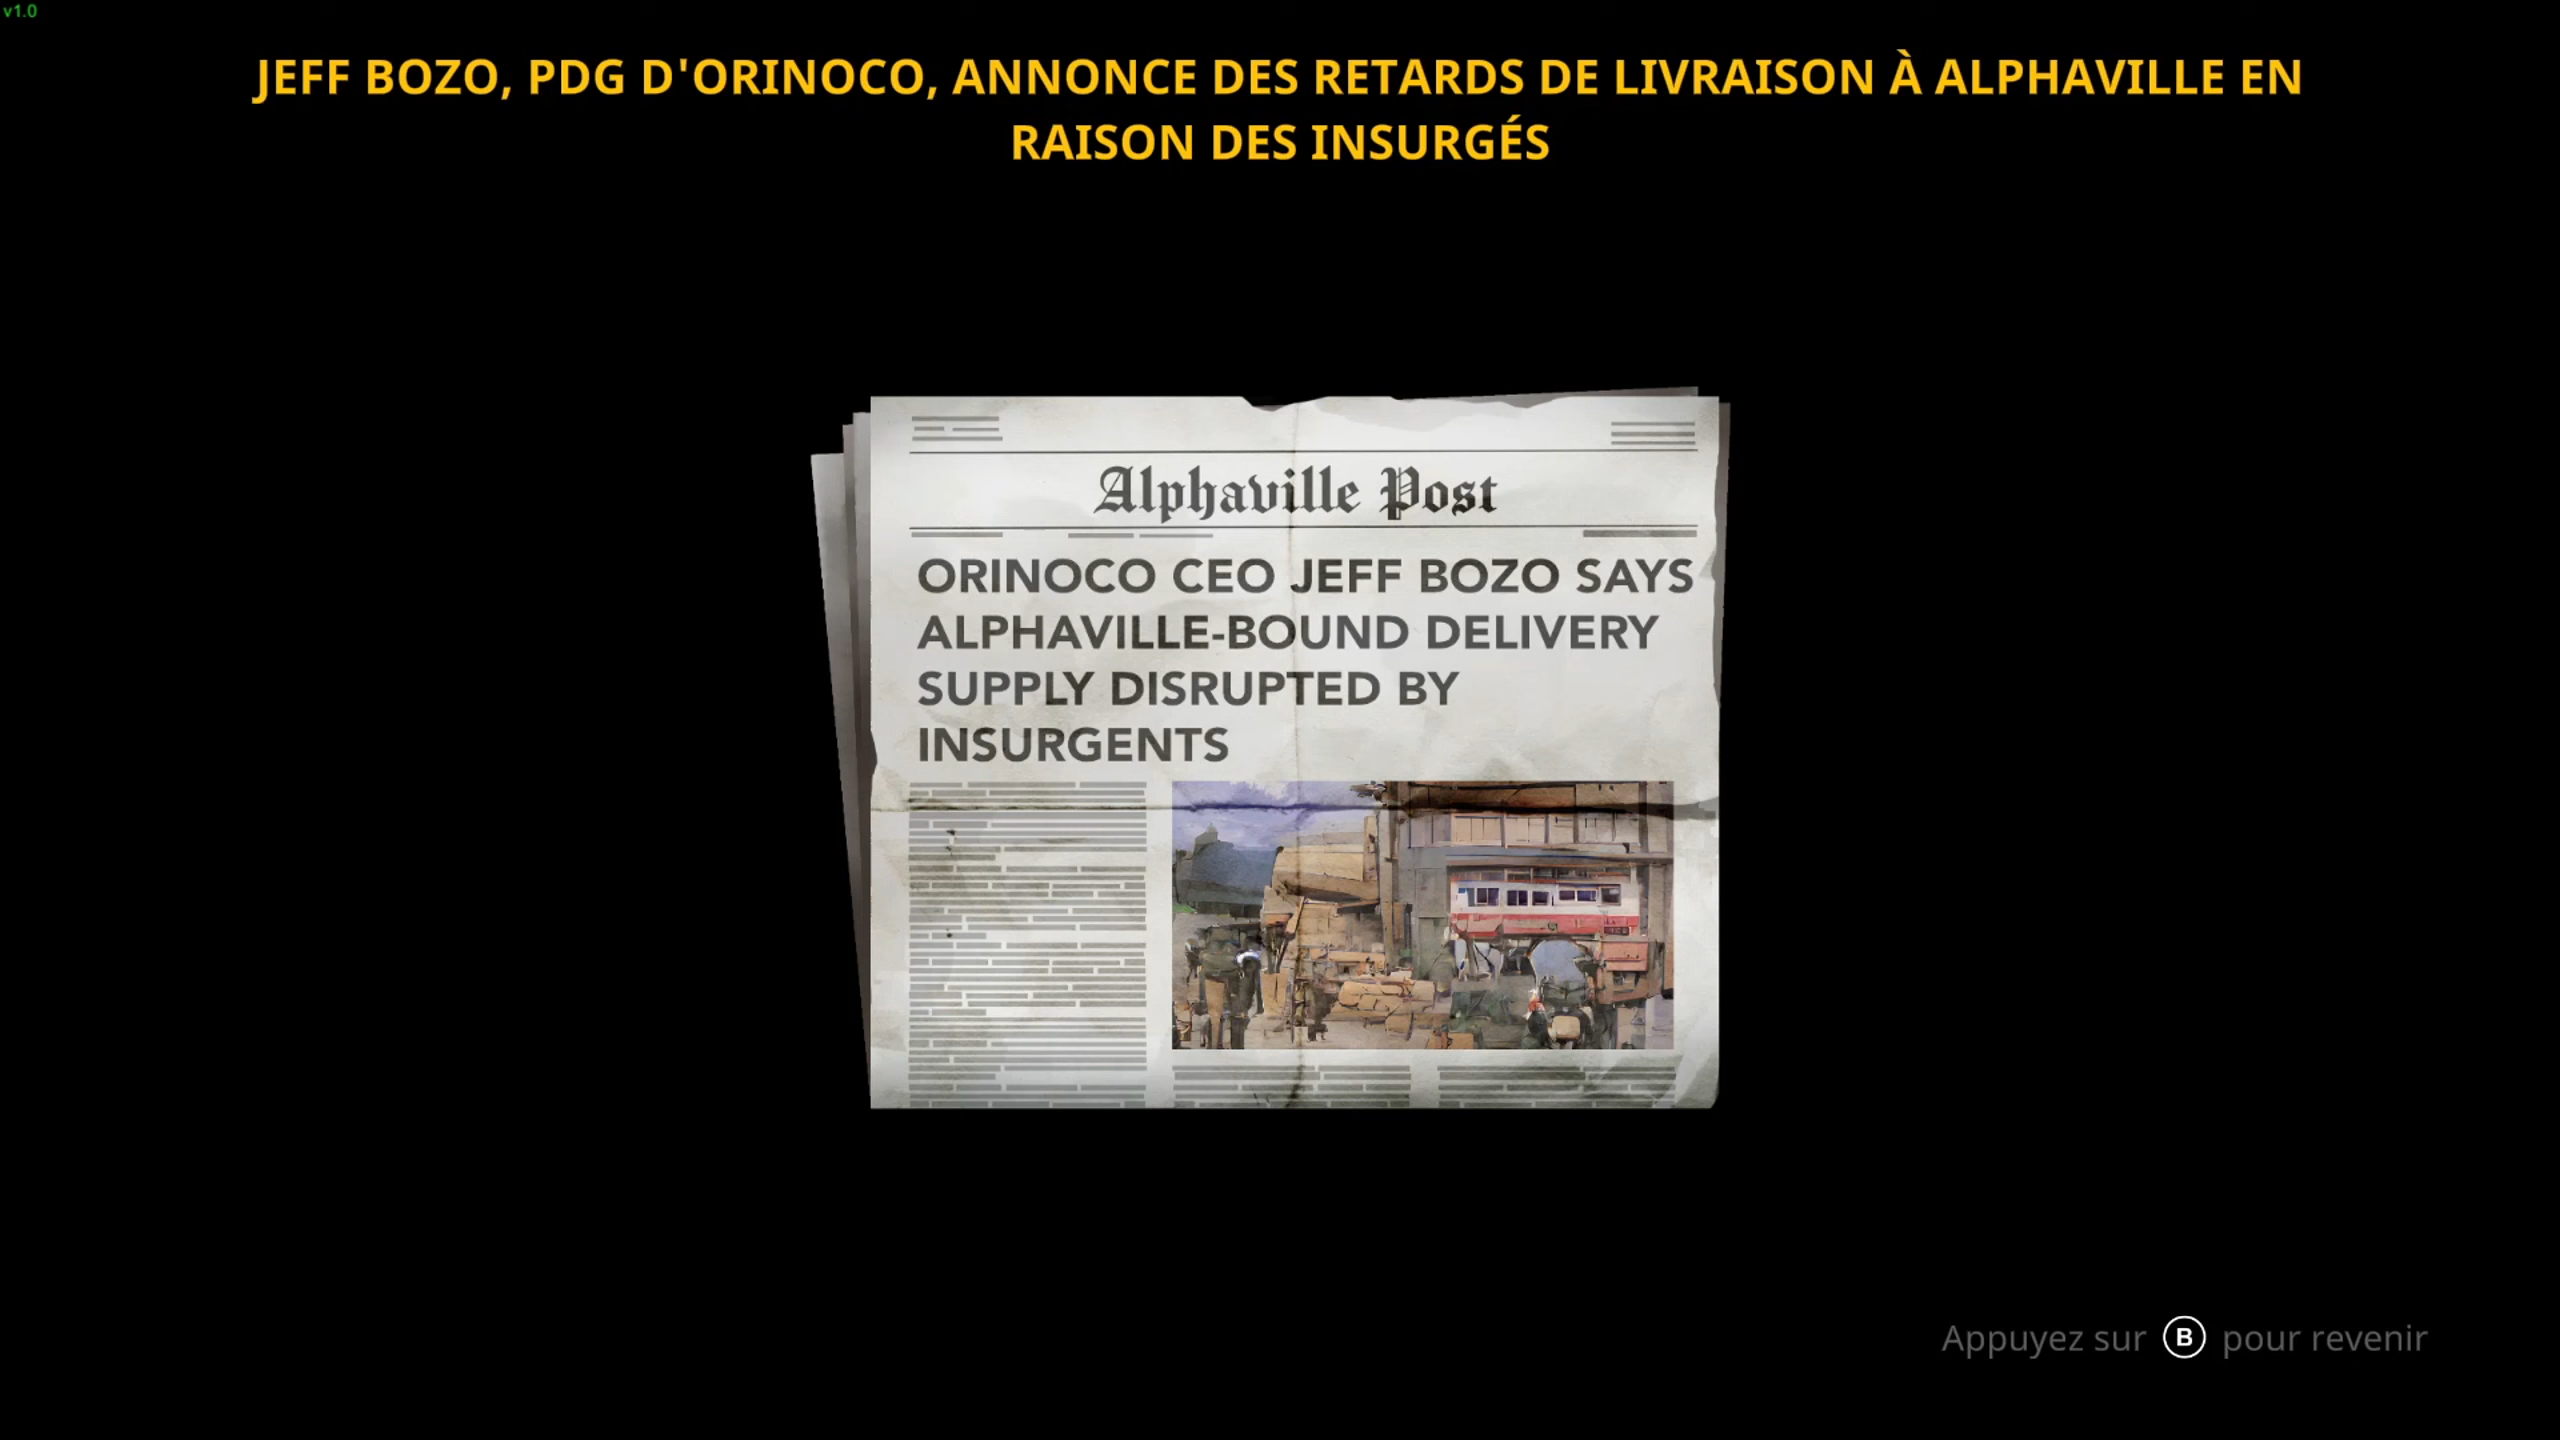 v1.0
JEFF BOZO, PDG D'ORINOCO, ANNONCE DES RETARDS DE LIVRAISON À ALPHAVILLE EN
RAISON DES INSURGÉS
Alphaville Post
ORINOCO CEO JEFF BOZO SAYS
ALPHAVILLE-BOUND DELIVERY
SUPPLY DISRUPTED BY
INSURGENTS
Appuyez sur B pour revenir